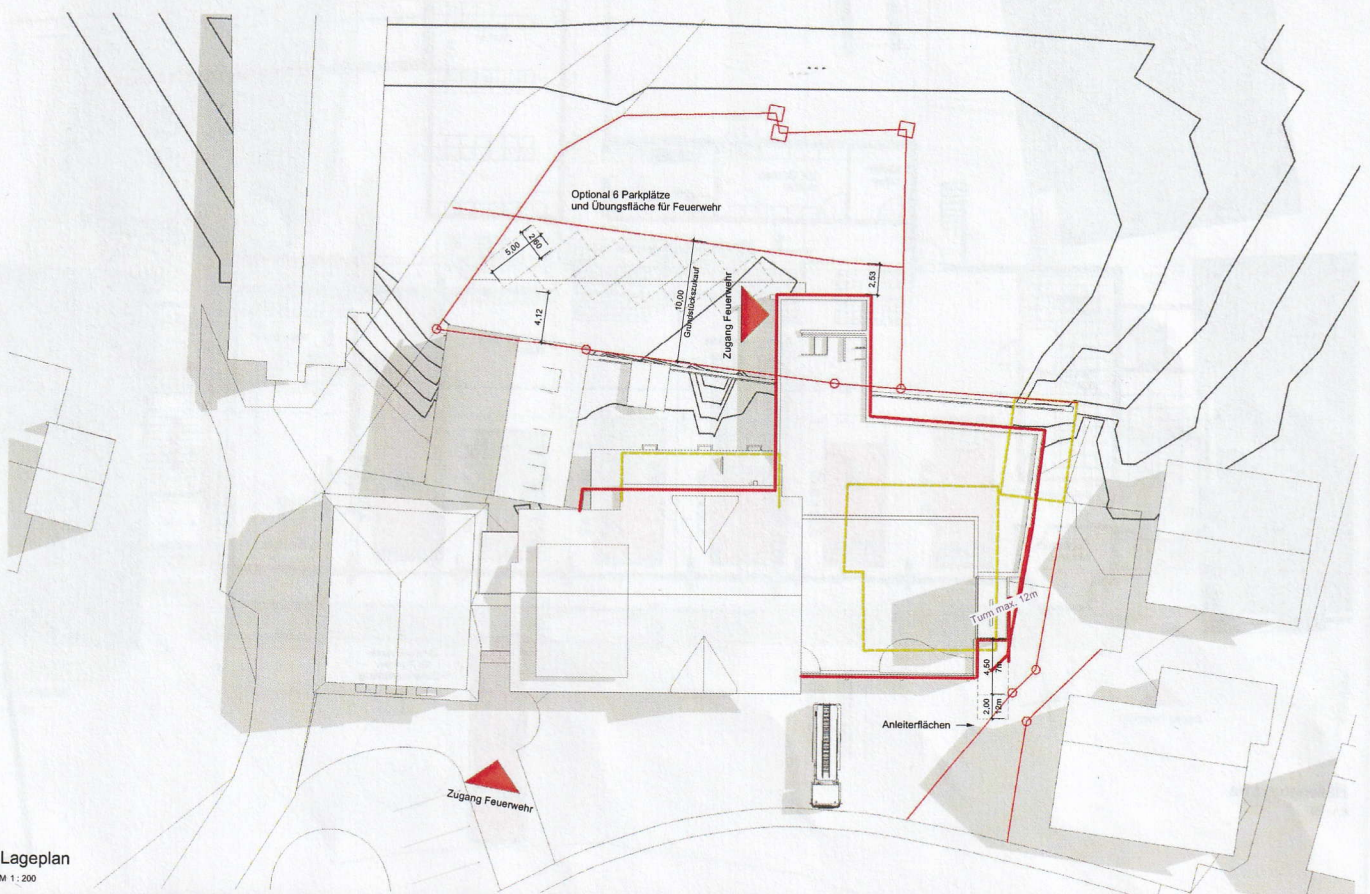 Optional 6 Parkplätze
und Übungsfläche für Feuerwehr
5,00
2,60
4,12
10,00
Grundstückszukauf
Zugang Feuerwehr
2,53
Turm max. 12m
4,50
7m
2,00
12m
Anleiterflächen
Zugang Feuerwehr
Lageplan
M 1 : 200